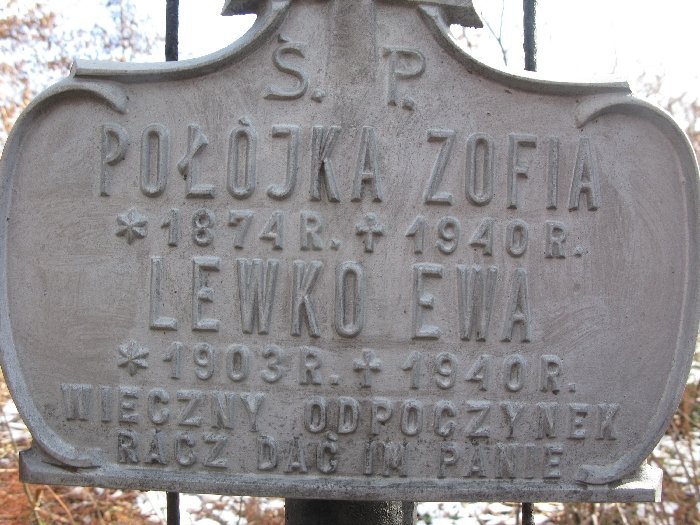 Ś. P.
POŁÓJKA ZOFIA
* 1874 R. ✝ 1940 R.
LEWKO EWA
* 1903 R. ✝ 1940 R.
WIECZNY ODPOCZYNEK
RACZ DAĆ IM PANIE